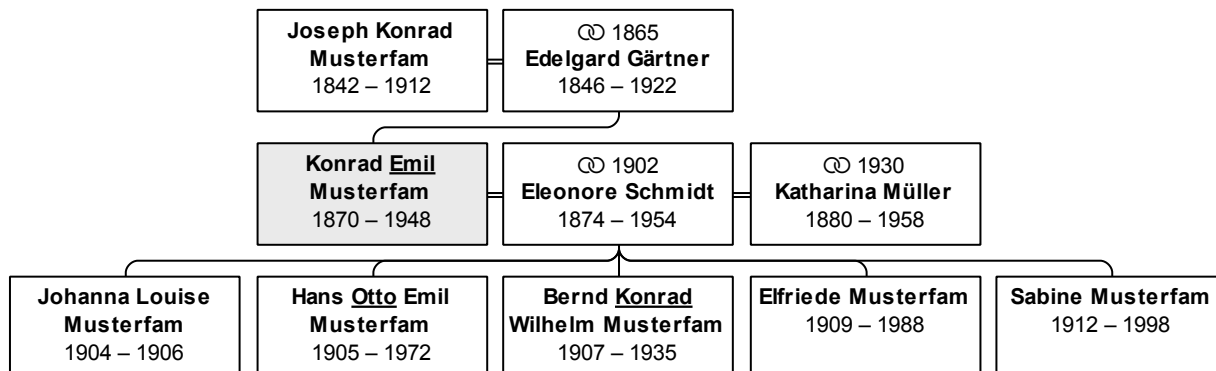 Joseph Konrad
Musterfam
1842 – 1912
⚭ 1865
Edelgard Gärtner
1846 – 1922
Konrad Emil
Musterfam
1870 – 1948
⚭ 1902
Eleonore Schmidt
1874 – 1954
⚭ 1930
Katharina Müller
1880 – 1958
Johanna Louise
Musterfam
1904 – 1906
Hans Otto Emil
Musterfam
1905 – 1972
Bernd Konrad
Wilhelm Musterfam
1907 – 1935
Elfriede Musterfam
1909 – 1988
Sabine Musterfam
1912 – 1998